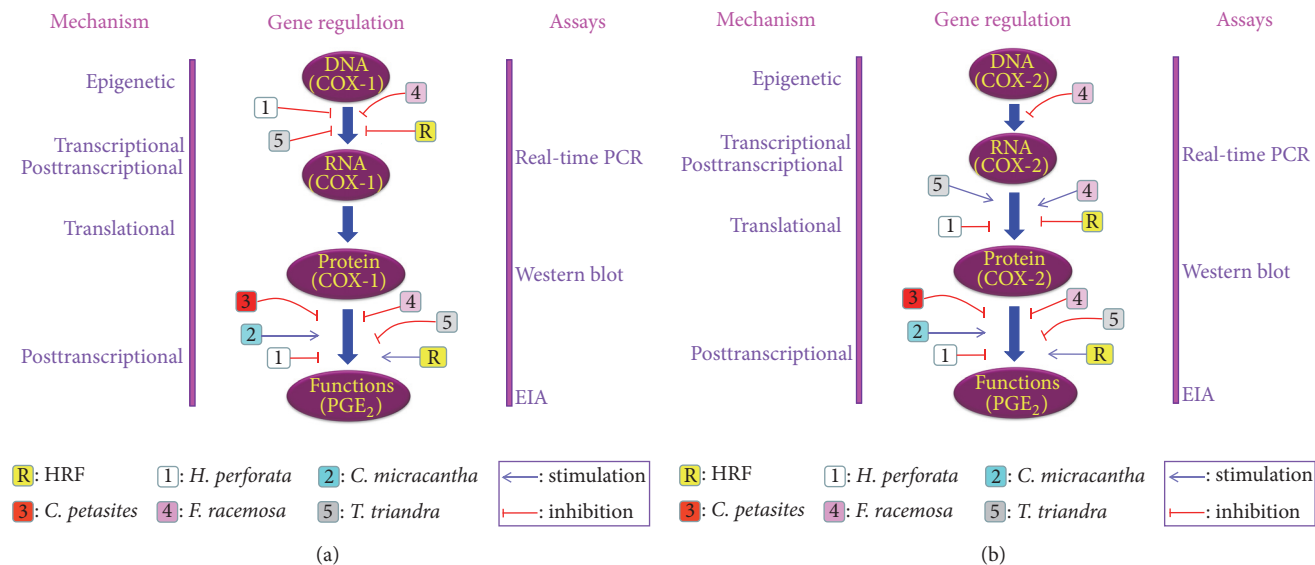 Mechanism
Gene regulation
Assays
Epigenetic
Transcriptional
Posttranscriptional
Translational
Posttranscriptional
DNA
(COX-1)
1
4
5
R
RNA
(COX-1)
Protein
(COX-1)
3
4
2
5
1
R
Functions
(PGE₂)
Real-time PCR
Western blot
EIA
R: HRF
1: H. perforata
2: C. micracantha
3: C. petasites
4: F. racemosa
5: T. triandra
: stimulation
: inhibition
(a)
Mechanism
Gene regulation
Assays
Epigenetic
Transcriptional
Posttranscriptional
Translational
Posttranscriptional
DNA
(COX-2)
4
RNA
(COX-2)
5
4
1
R
Protein
(COX-2)
3
4
2
5
1
R
Functions
(PGE₂)
Real-time PCR
Western blot
EIA
R: HRF
1: H. perforata
2: C. micracantha
3: C. petasites
4: F. racemosa
5: T. triandra
: stimulation
: inhibition
(b)